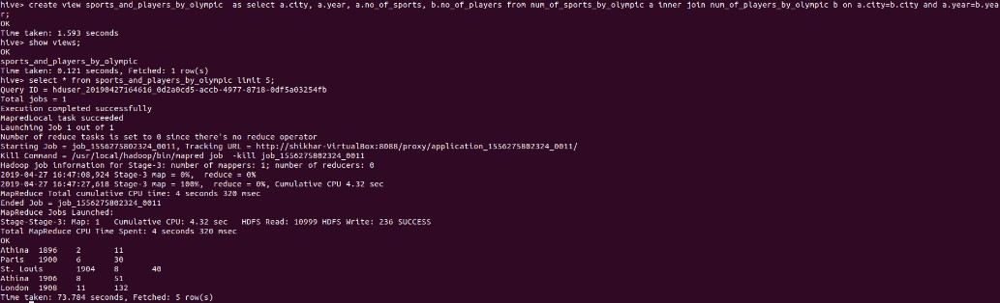 hive> create view sports_and_players_by_olympic  as select a.city, a.year, a.no_of_sports, b.no_of_players from num_of_sports_by_olympic a inner join num_of_players_by_olympic b on a.city=b.city and a.year=b.yea
r;
OK
Time taken: 1.593 seconds
hive> show views;
OK
sports_and_players_by_olympic
Time taken: 0.121 seconds, Fetched: 1 row(s)
hive> select * from sports_and_players_by_olympic limit 5;
Query ID = hduser_20190427164616_0d2a0cd5-accb-4977-8718-0df5a03254fb
Total jobs = 1
Execution completed successfully
MapredLocal task succeeded
Launching Job 1 out of 1
Number of reduce tasks is set to 0 since there's no reduce operator
Starting Job = job_1556275802324_0011, Tracking URL = http://shikhar-VirtualBox:8088/proxy/application_1556275802324_0011/
Kill Command = /usr/local/hadoop/bin/mapred job  -kill job_1556275802324_0011
Hadoop job information for Stage-3: number of mappers: 1; number of reducers: 0
2019-04-27 16:47:08,924 Stage-3 map = 0%,  reduce = 0%
2019-04-27 16:47:27,618 Stage-3 map = 100%,  reduce = 0%, Cumulative CPU 4.32 sec
MapReduce Total cumulative CPU time: 4 seconds 320 msec
Ended Job = job_1556275802324_0011
MapReduce Jobs Launched:
Stage-Stage-3: Map: 1   Cumulative CPU: 4.32 sec   HDFS Read: 10999 HDFS Write: 236 SUCCESS
Total MapReduce CPU Time Spent: 4 seconds 320 msec
OK
Athina	1896	2	11
Paris	1900	6	30
St. Louis	1904	8	40
Athina	1906	8	51
London	1908	11	132
Time taken: 73.784 seconds, Fetched: 5 row(s)